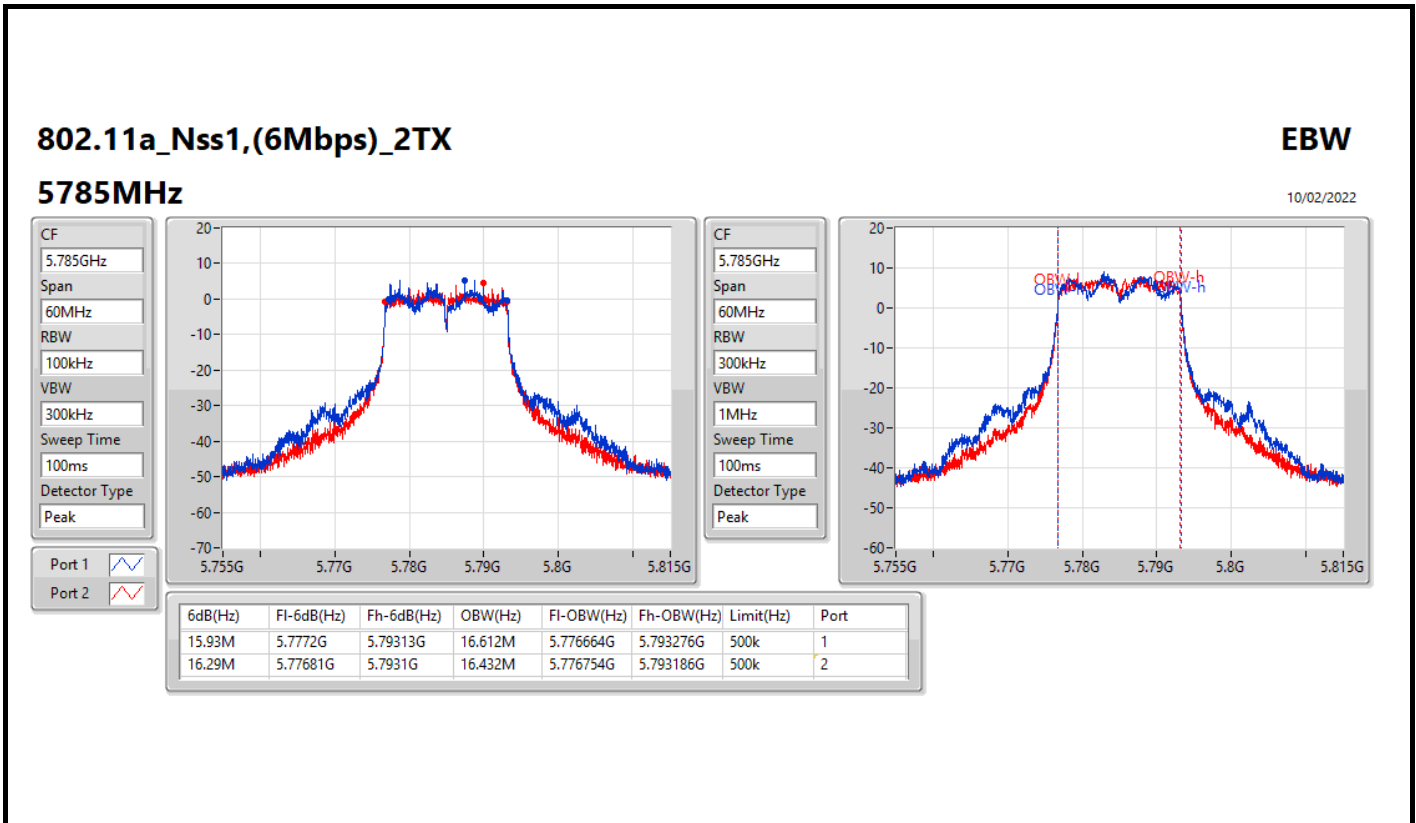 802.11a_Nss1,(6Mbps)_2TX EBW
5785MHz 10/02/2022
CF
5.785GHz
Span
60MHz
RBW
100kHz
VBW
300kHz
Sweep Time
100ms
Detector Type
Peak
Port 1
Port 2
20
10
0
-10
-20
-30
-40
-50
-60
-70
5.755G 5.77G 5.78G 5.79G 5.8G 5.815G
CF
5.785GHz
Span
60MHz
RBW
300kHz
VBW
1MHz
Sweep Time
100ms
Detector Type
Peak
20
10
0
-10
-20
-30
-40
-50
-60
OBW-h
OBW-h
5.755G 5.77G 5.78G 5.79G 5.8G 5.815G
6dB(Hz) Fl-6dB(Hz) Fh-6dB(Hz) OBW(Hz) Fl-OBW(Hz) Fh-OBW(Hz) Limit(Hz) Port
15.93M 5.7772G 5.79313G 16.612M 5.776664G 5.793276G 500k 1
16.29M 5.77681G 5.7931G 16.432M 5.776754G 5.793186G 500k 2